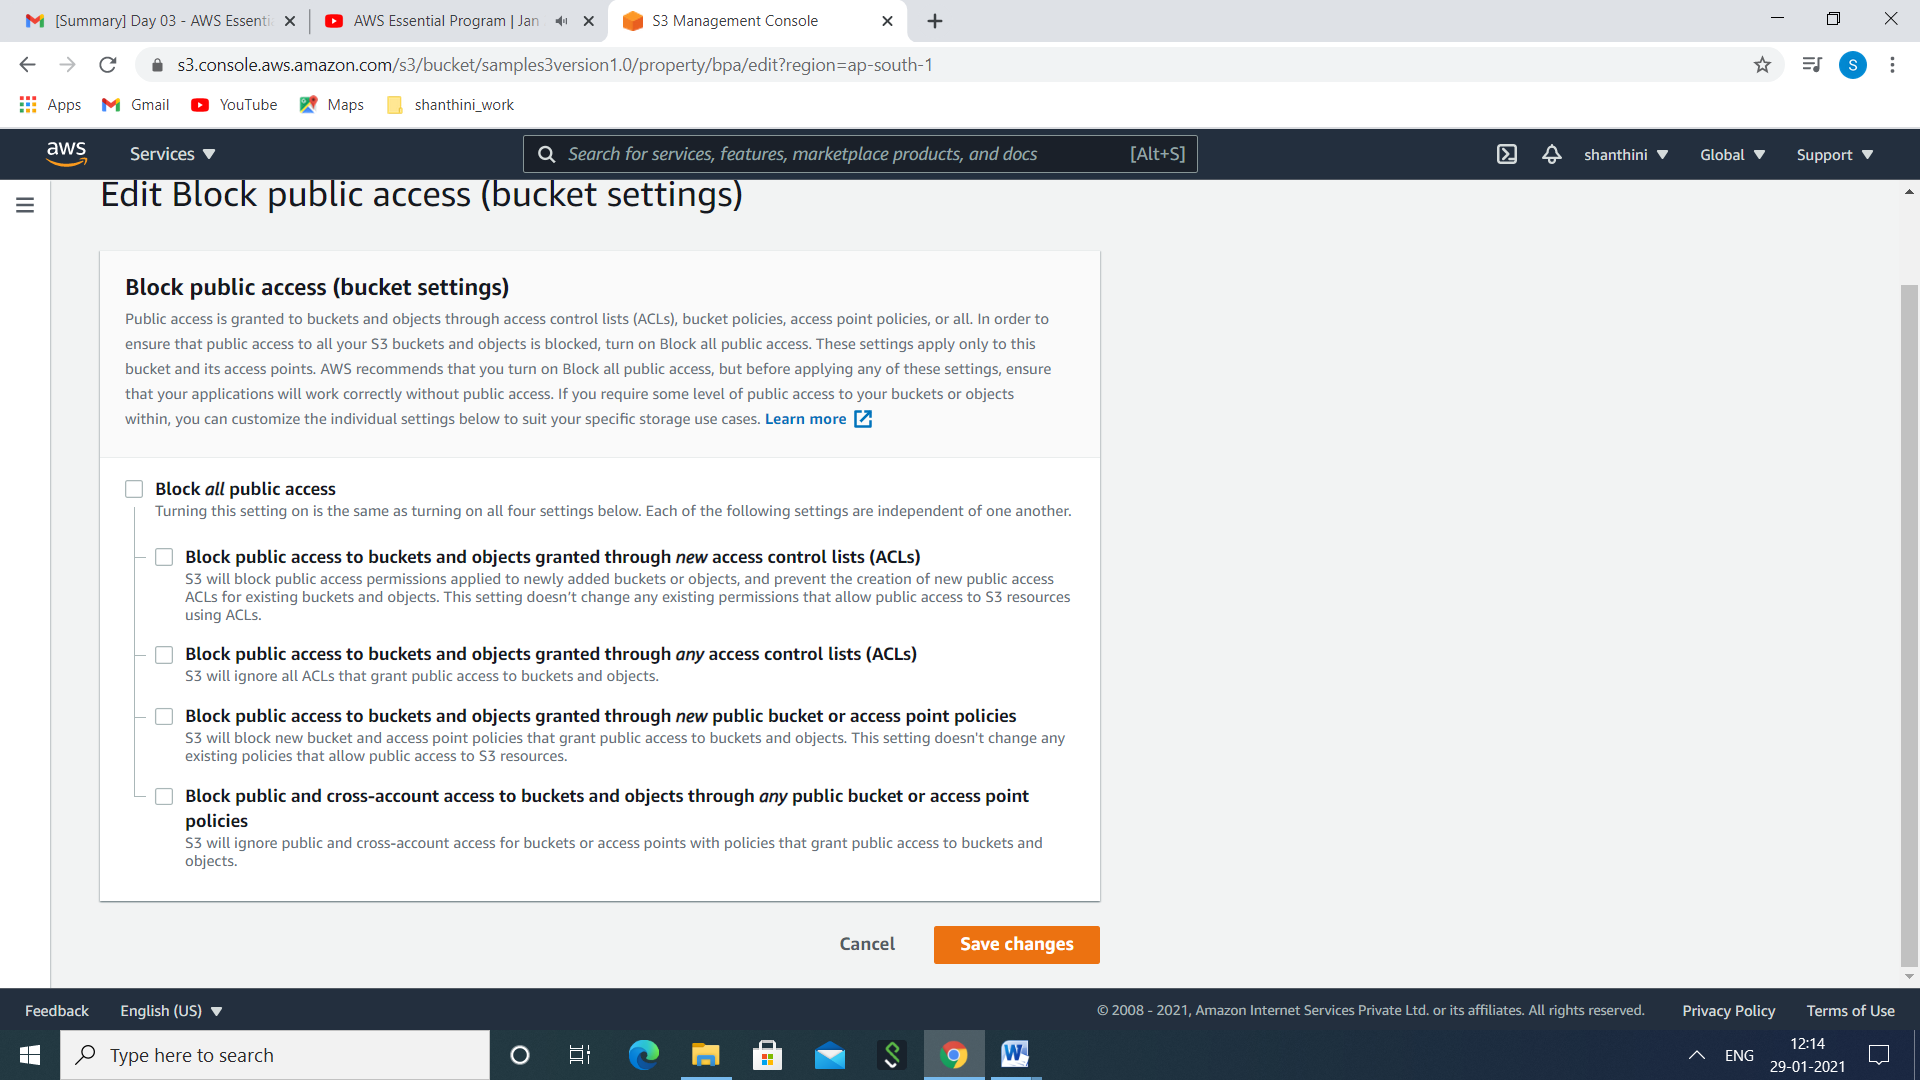 [Summary] Day 03 - AWS Essenti
AWS Essential Program | Jan
S3 Management Console
s3.console.aws.amazon.com/s3/bucket/samples3version1.0/property/bpa/edit?region=ap-south-1
S
Apps
Gmail
YouTube
Maps
shanthini_work
aws
Services
Search for services, features, marketplace products, and docs
[Alt+S]
shanthini
Global
Support
Edit Block public access (bucket settings)
Block public access (bucket settings)
Public access is granted to buckets and objects through access control lists (ACLs), bucket policies, access point policies, or all. In order to
ensure that public access to all your S3 buckets and objects is blocked, turn on Block all public access. These settings apply only to this
bucket and its access points. AWS recommends that you turn on Block all public access, but before applying any of these settings, ensure
that your applications will work correctly without public access. If you require some level of public access to your buckets or objects
within, you can customize the individual settings below to suit your specific storage use cases. Learn more
Block all public access
Turning this setting on is the same as turning on all four settings below. Each of the following settings are independent of one another.
Block public access to buckets and objects granted through new access control lists (ACLs)
S3 will block public access permissions applied to newly added buckets or objects, and prevent the creation of new public access
ACLs for existing buckets and objects. This setting doesn't change any existing permissions that allow public access to S3 resources
using ACLs.
Block public access to buckets and objects granted through any access control lists (ACLs)
S3 will ignore all ACLs that grant public access to buckets and objects.
Block public access to buckets and objects granted through new public bucket or access point policies
S3 will block new bucket and access point policies that grant public access to buckets and objects. This setting doesn't change any
existing policies that allow public access to S3 resources.
Block public and cross-account access to buckets and objects through any public bucket or access point
policies
S3 will ignore public and cross-account access for buckets or access points with policies that grant public access to buckets and
objects.
Cancel
Save changes
Feedback
English (US)
© 2008 - 2021, Amazon Internet Services Private Ltd. or its affiliates. All rights reserved.
Privacy Policy
Terms of Use
Type here to search
ENG
12:14
29-01-2021